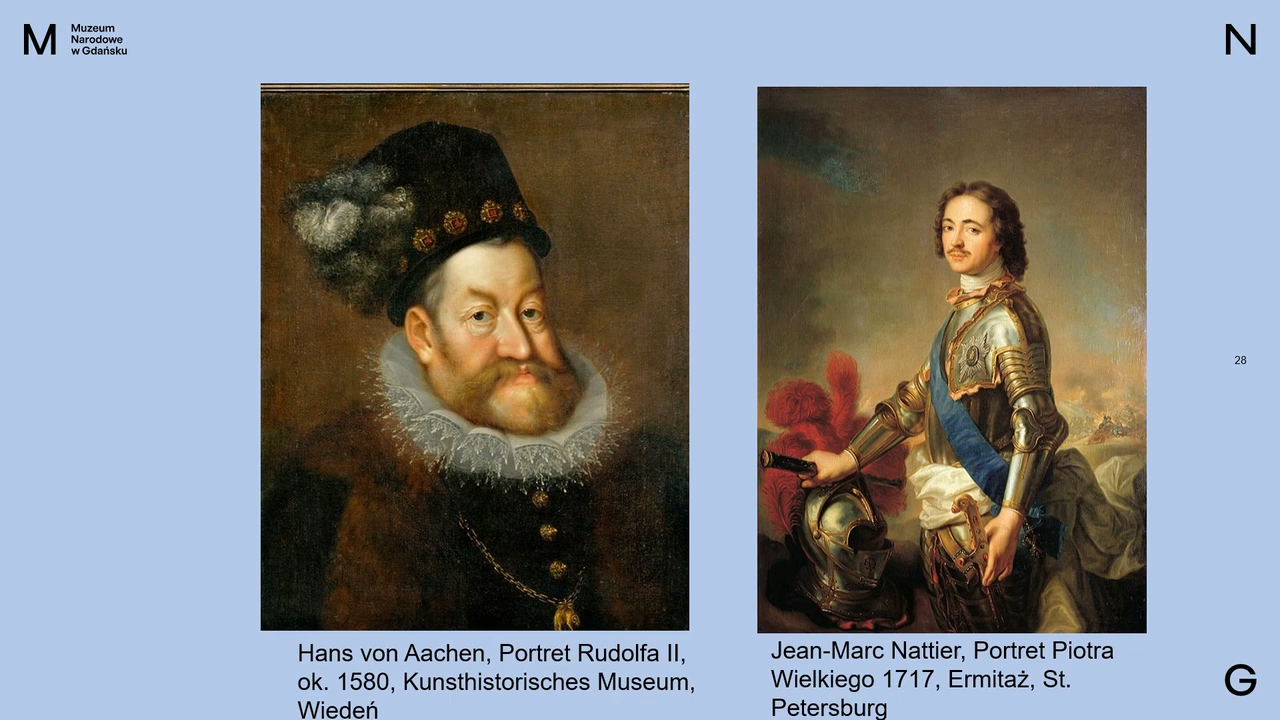 M
Muzeum
Narodowe
w Gdańsku
N
28
Hans von Aachen, Portret Rudolfa II,
ok. 1580, Kunsthistorisches Museum,
Wiedeń
Jean-Marc Nattier, Portret Piotra
Wielkiego 1717, Ermitaż, St.
Petersburg
G